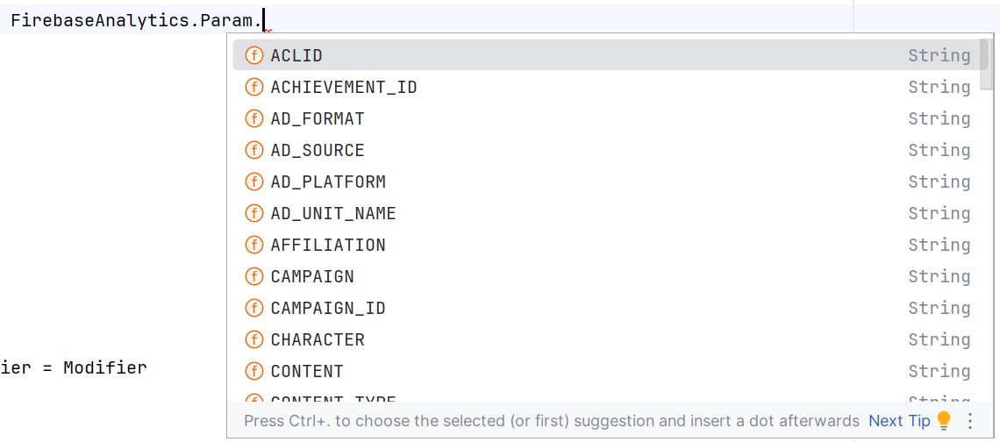 FirebaseAnalytics.Param.
ACLID String
ACHIEVEMENT_ID String
AD_FORMAT String
AD_SOURCE String
AD_PLATFORM String
AD_UNIT_NAME String
AFFILIATION String
CAMPAIGN String
CAMPAIGN_ID String
CHARACTER String
CONTENT String
ier = Modifier
CONTENT_TYPE String
Press Ctrl+. to choose the selected (or first) suggestion and insert a dot afterwards Next Tip